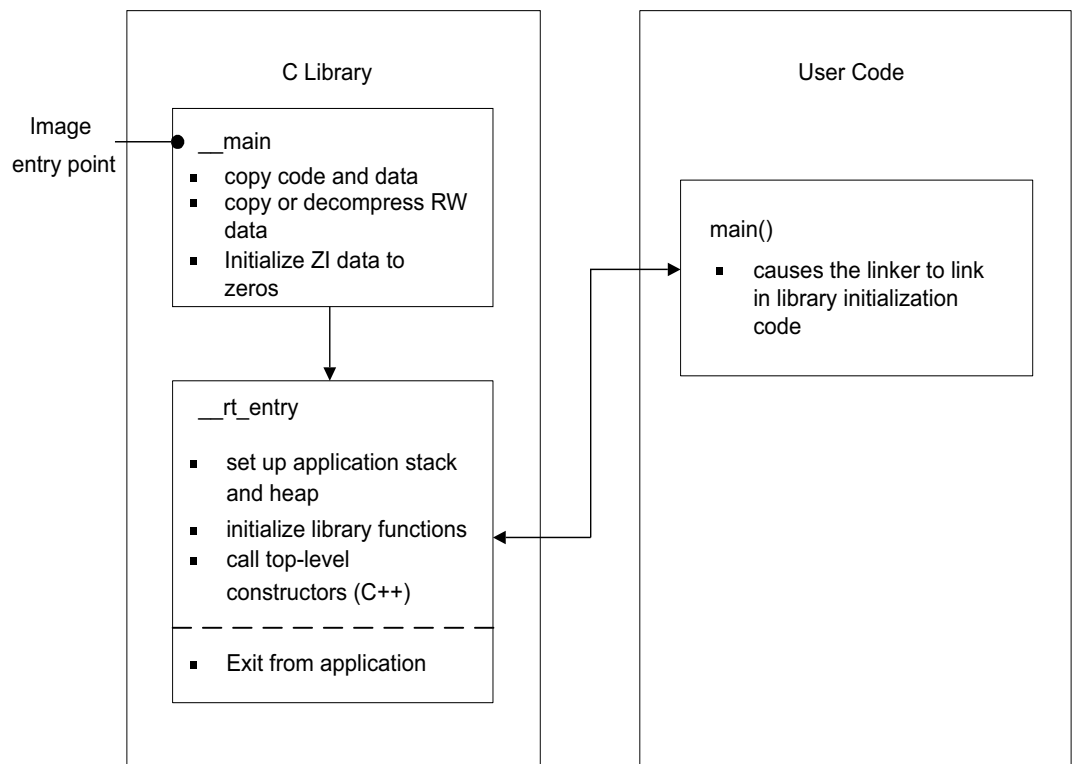 C Library
Image
entry point
__main
▪ copy code and data
▪ copy or decompress RW
data
▪ Initialize ZI data to
zeros
__rt_entry
▪ set up application stack
and heap
▪ initialize library functions
▪ call top-level
constructors (C++)
▪ Exit from application
User Code
main()
▪ causes the linker to link
in library initialization
code